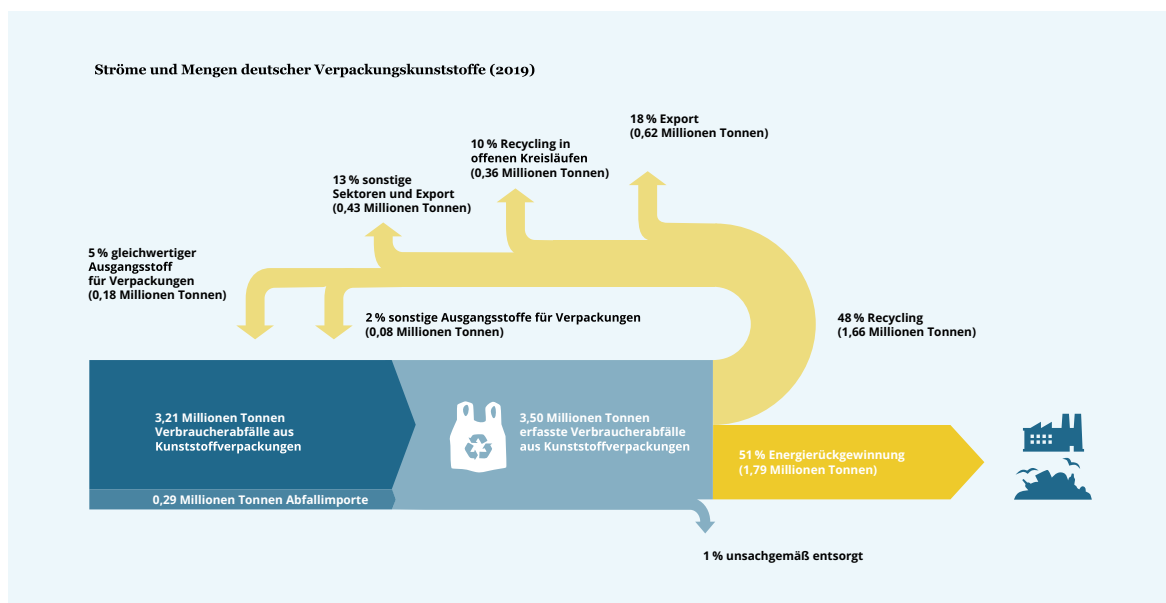 Ströme und Mengen deutscher Verpackungskunststoffe (2019)
18 % Export
(0,62 Millionen Tonnen)
10 % Recycling in
offenen Kreisläufen
(0,36 Millionen Tonnen)
13 % sonstige
Sektoren und Export
(0,43 Millionen Tonnen)
5 % gleichwertiger
Ausgangsstoff
für Verpackungen
(0,18 Millionen Tonnen)
2 % sonstige Ausgangsstoffe für Verpackungen
(0,08 Millionen Tonnen)
48 % Recycling
(1,66 Millionen Tonnen)
3,21 Millionen Tonnen
Verbraucherabfälle aus
Kunststoffverpackungen
3,50 Millionen Tonnen
erfasste Verbraucherabfälle
aus Kunststoffverpackungen
51 % Energierückgewinnung
(1,79 Millionen Tonnen)
0,29 Millionen Tonnen Abfallimporte
1 % unsachgemäß entsorgt